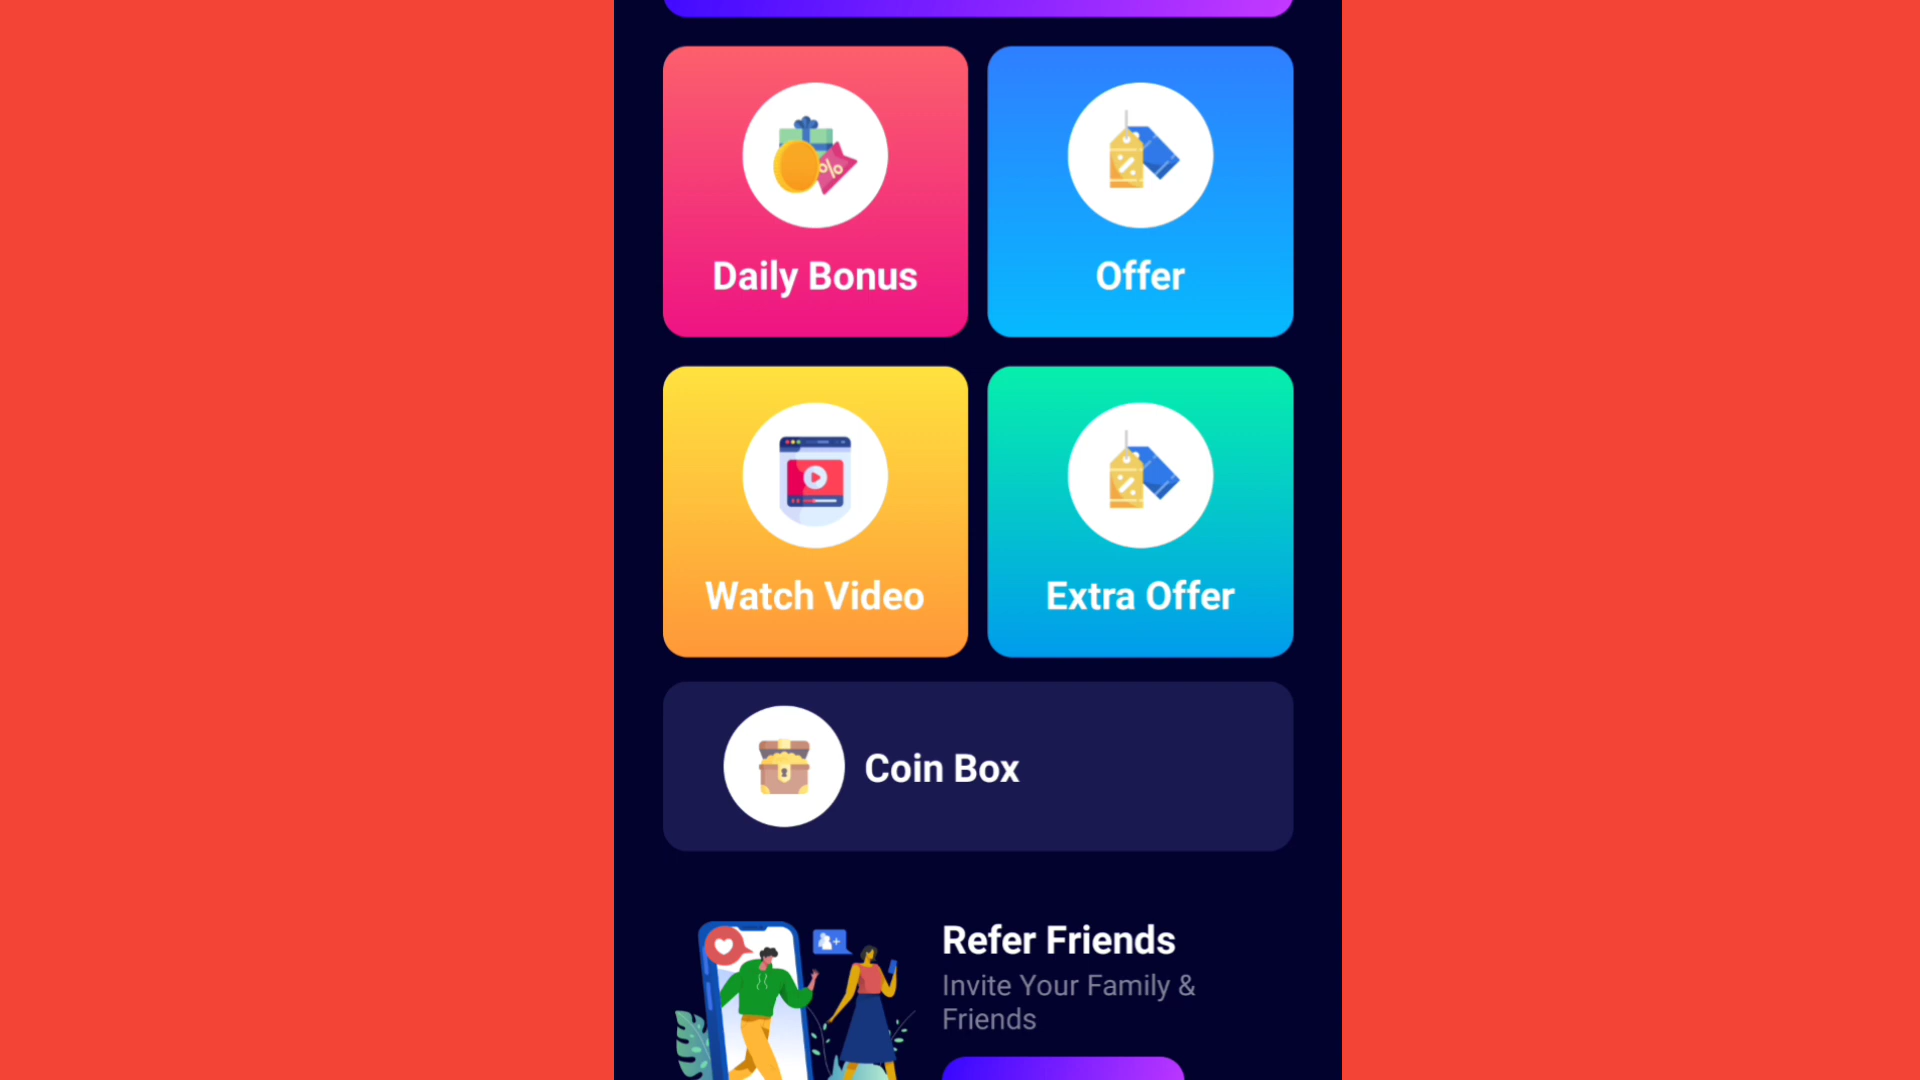 Daily Bonus
Offer
Watch Video
Extra Offer
Coin Box
Refer Friends
Invite Your Family &
Friends